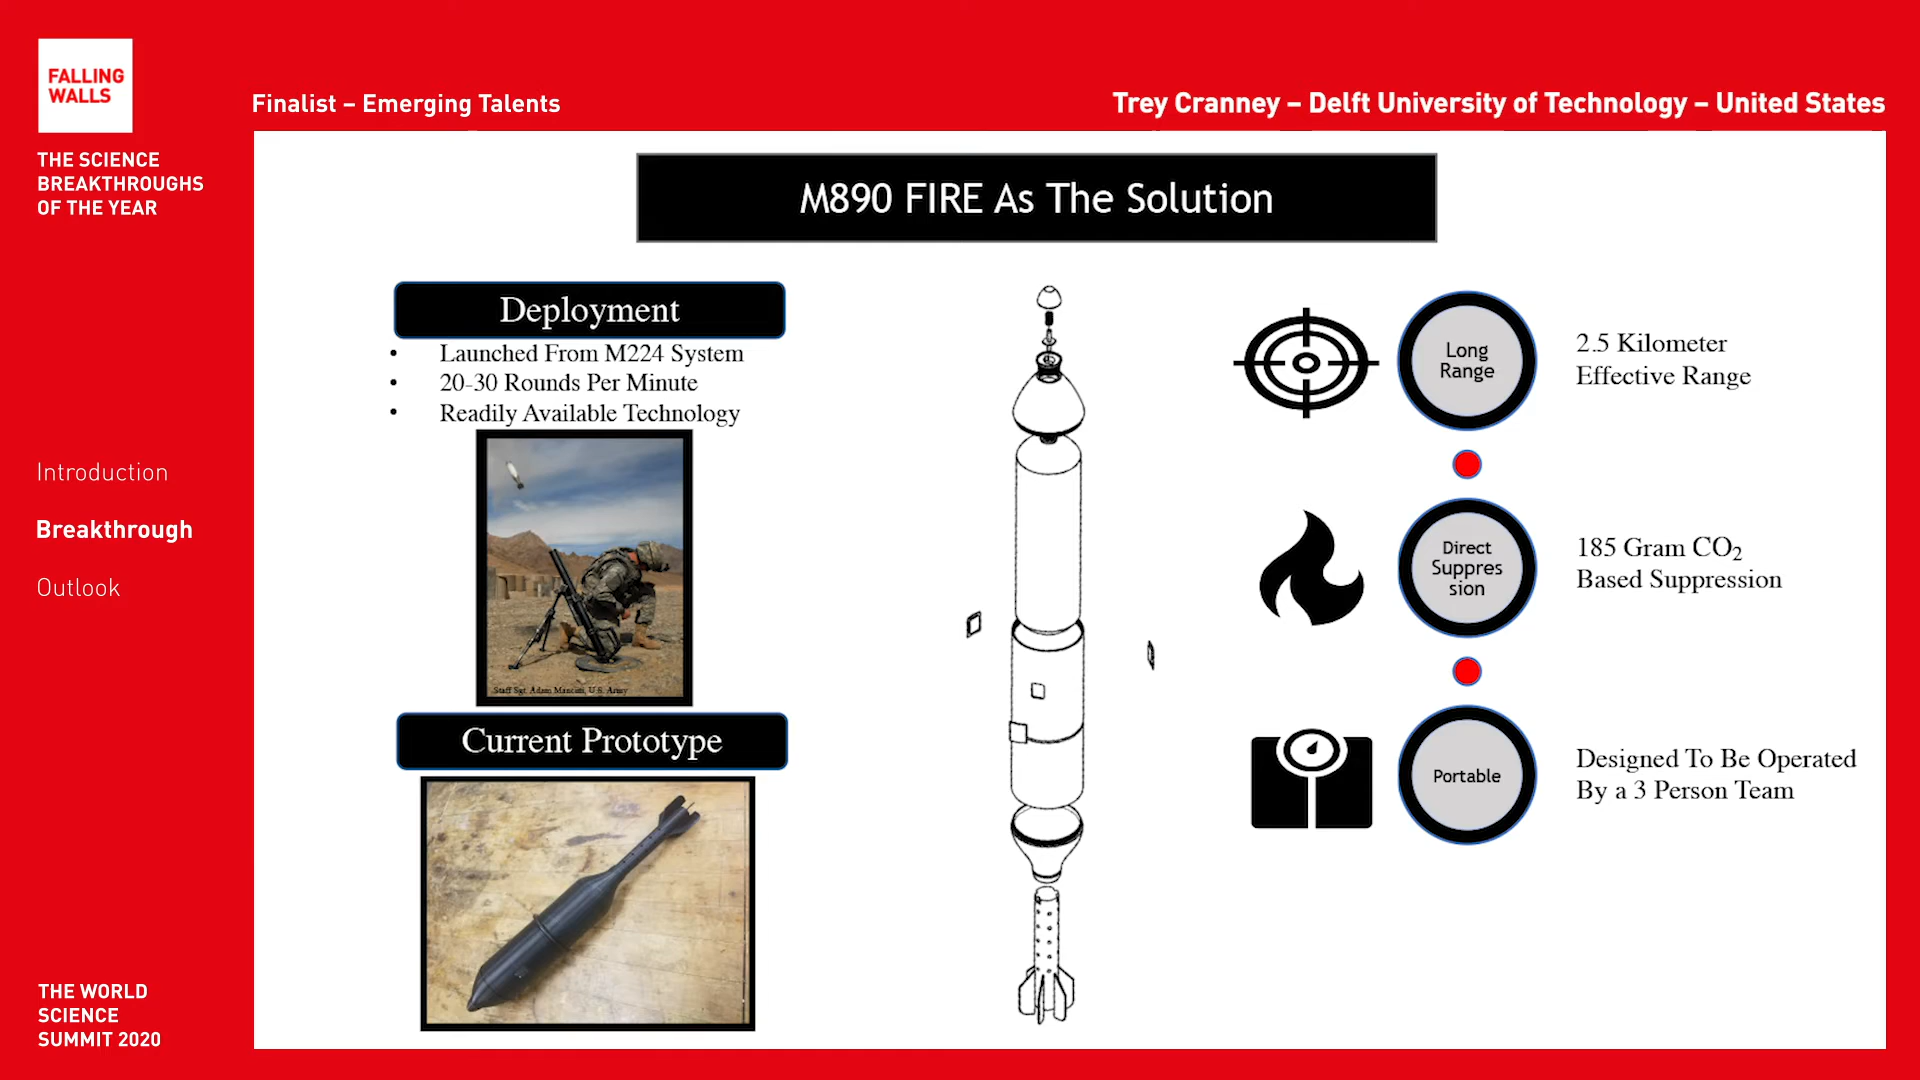 FALLING
WALLS
THE SCIENCE
BREAKTHROUGHS
OF THE YEAR
Finalist – Emerging Talents
Trey Cranney – Delft University of Technology – United States
Introduction
Breakthrough
Outlook
THE WORLD
SCIENCE
SUMMIT 2020
M890 FIRE As The Solution
Deployment
• Launched From M224 System
• 20-30 Rounds Per Minute
• Readily Available Technology
Staff Sgt. Adam Mancini, U.S. Army
Current Prototype
Long
Range
2.5 Kilometer
Effective Range
Direct
Suppres
sion
185 Gram CO₂
Based Suppression
Portable
Designed To Be Operated
By a 3 Person Team